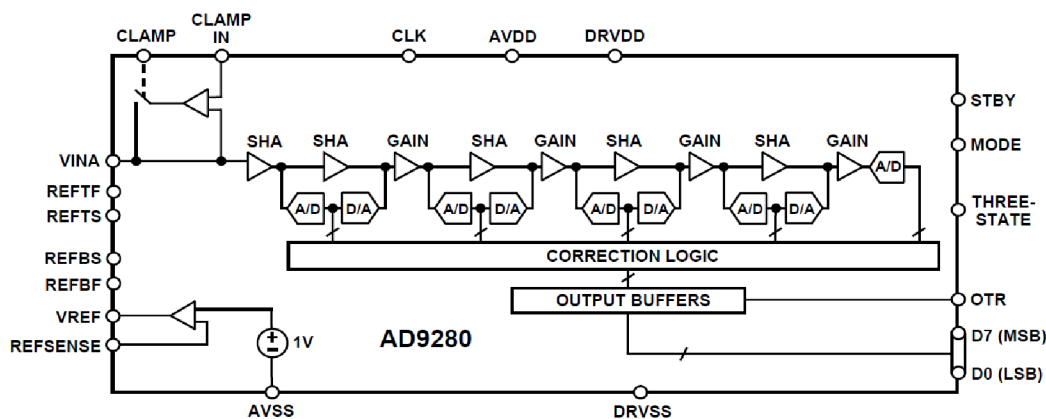 CLAMP
CLAMP IN
CLK
AVDD
DRVDD
STBY
MODE
THREE-
STATE
OTR
D7 (MSB)
D0 (LSB)
VINA
REFTF
REFTS
REFBS
REFBF
VREF
REFSENSE
SHA
SHA
GAIN
SHA
GAIN
SHA
GAIN
SHA
GAIN
A/D
A/D
D/A
A/D
D/A
A/D
D/A
A/D
D/A
CORRECTION LOGIC
OUTPUT BUFFERS
1V
AD9280
AVSS
DRVSS